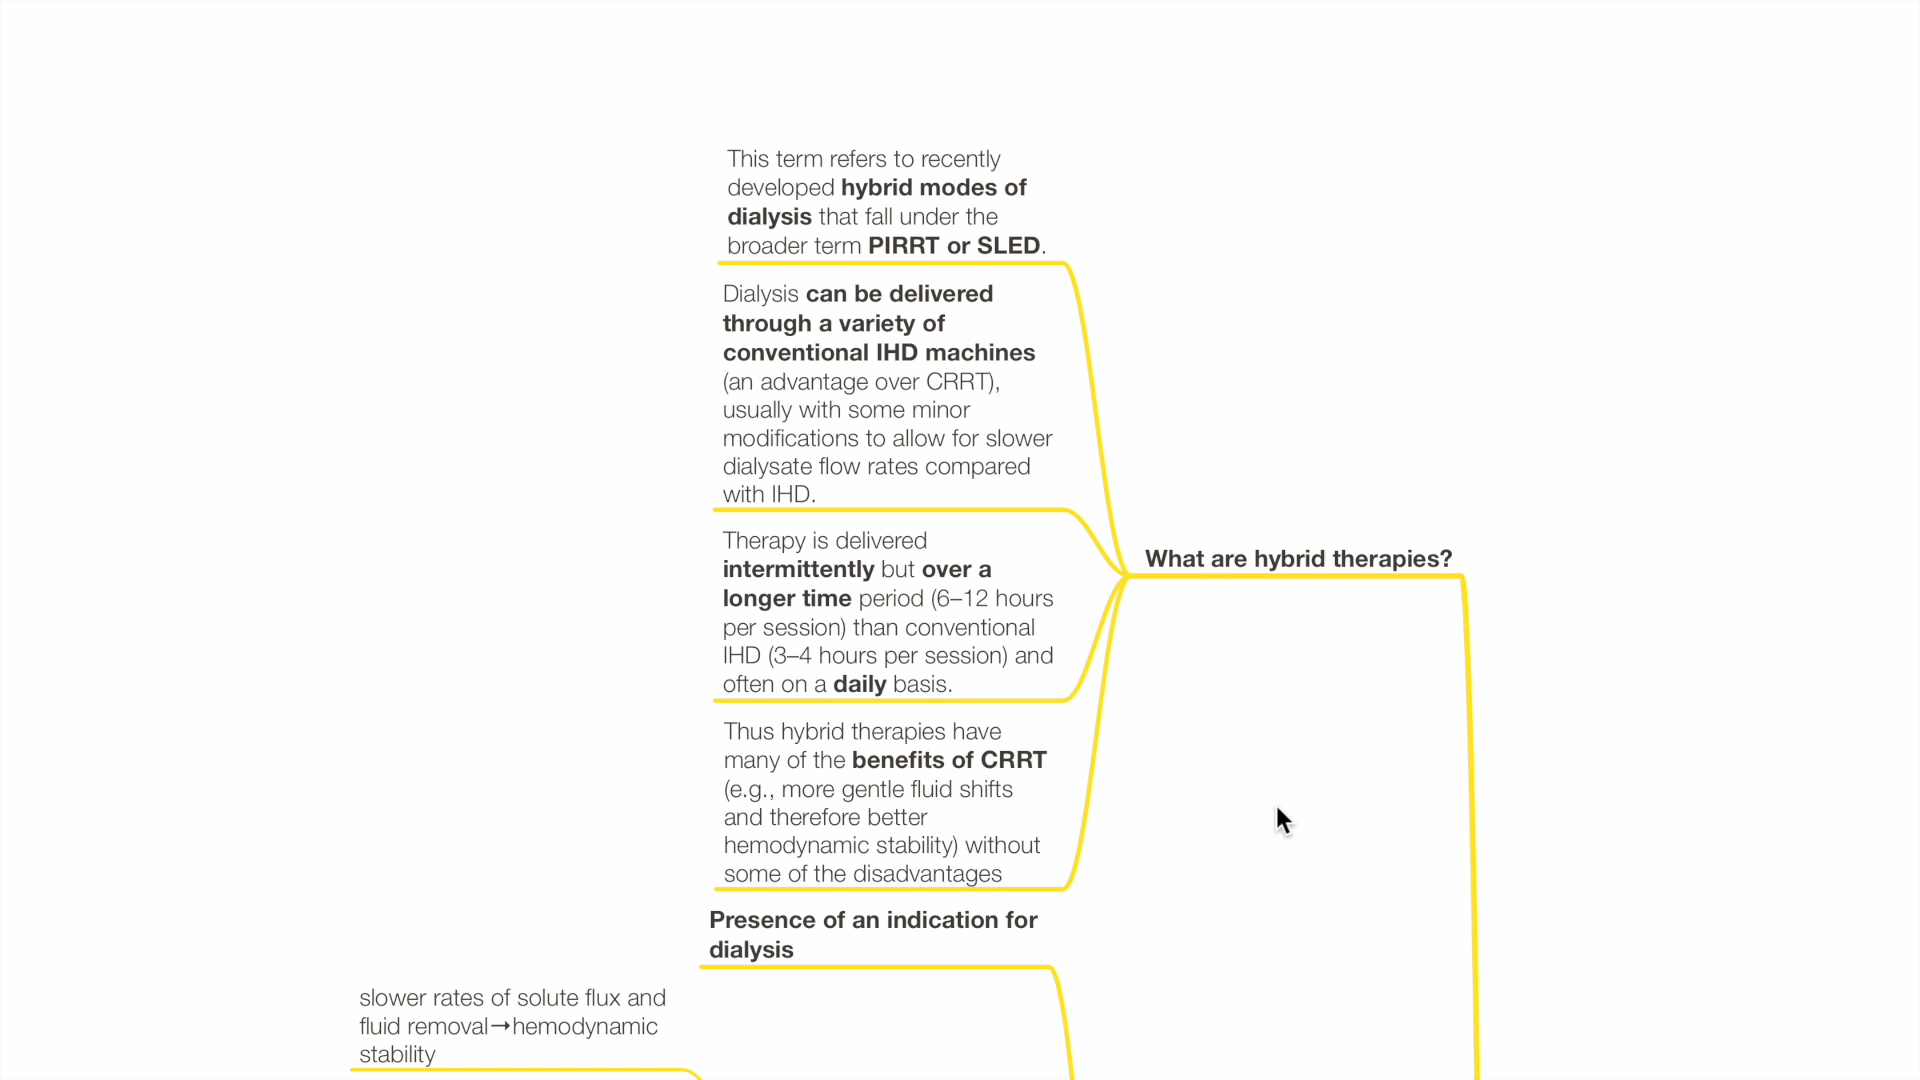 This term refers to recently
developed hybrid modes of
dialysis that fall under the
broader term PIRRT or SLED.
Dialysis can be delivered
through a variety of
conventional IHD machines
(an advantage over CRRT),
usually with some minor
modifications to allow for slower
dialysate flow rates compared
with IHD.
Therapy is delivered
intermittently but over a
longer time period (6–12 hours
per session) than conventional
IHD (3–4 hours per session) and
often on a daily basis.
Thus hybrid therapies have
many of the benefits of CRRT
(e.g., more gentle fluid shifts
and therefore better
hemodynamic stability) without
some of the disadvantages
What are hybrid therapies?
Presence of an indication for
dialysis
slower rates of solute flux and
fluid removal→hemodynamic
stability